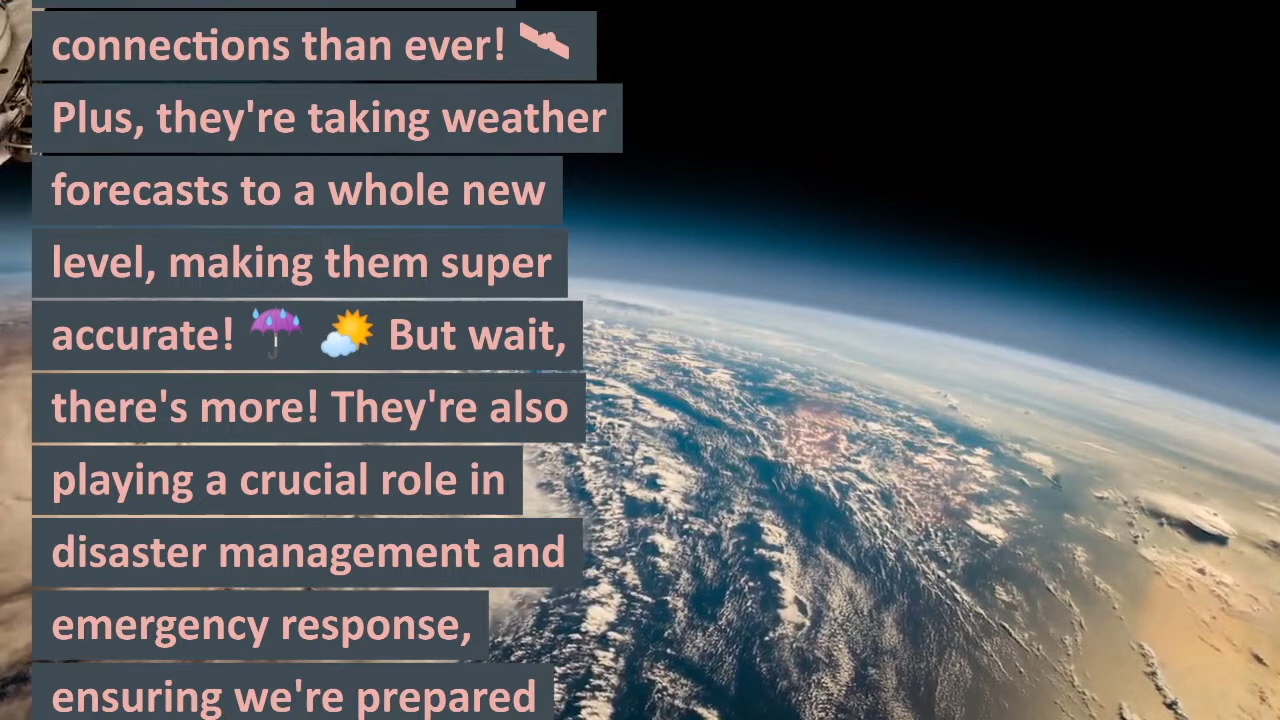 connections than ever! 🛰
Plus, they're taking weather
forecasts to a whole new
level, making them super
accurate! ☔ 🌤 But wait,
there's more! They're also
playing a crucial role in
disaster management and
emergency response,
ensuring we're prepared